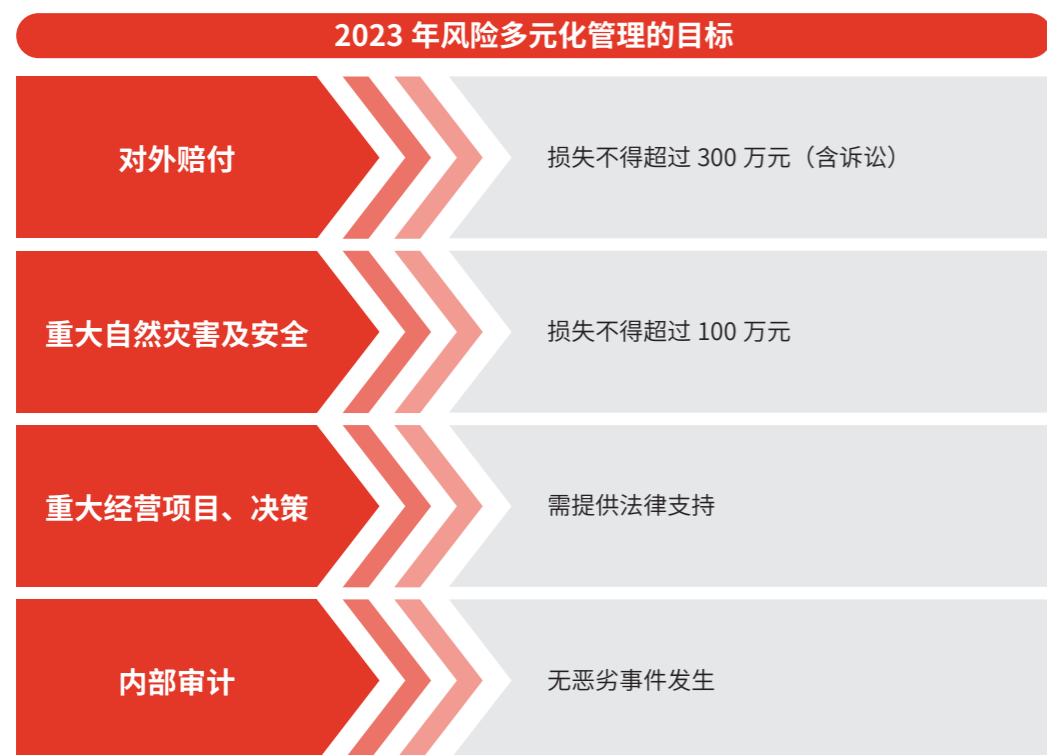 2023 年风险多元化管理的目标
对外赔付
损失不得超过 300 万元（含诉讼）
重大自然灾害及安全
损失不得超过 100 万元
重大经营项目、决策
需提供法律支持
内部审计
无恶劣事件发生